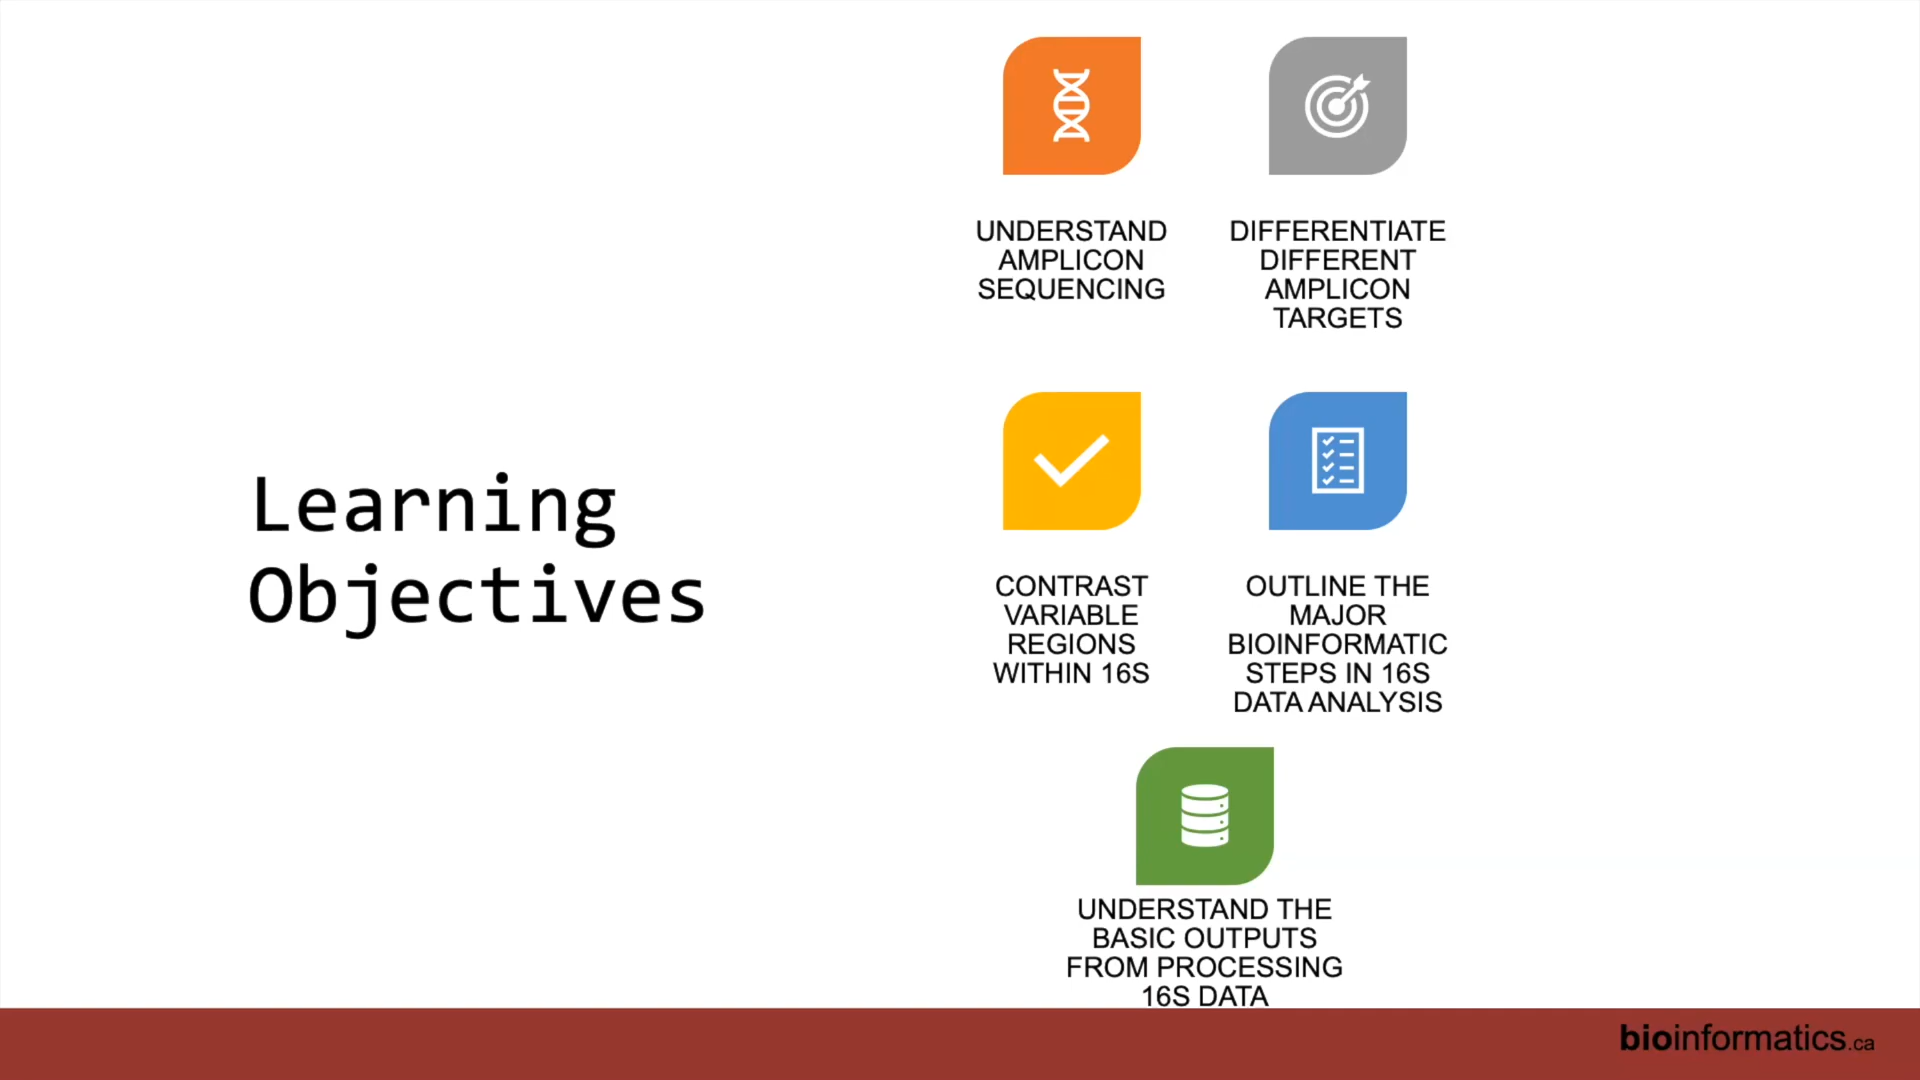 Learning
Objectives
UNDERSTAND
AMPLICON
SEQUENCING
DIFFERENTIATE
DIFFERENT
AMPLICON
TARGETS
CONTRAST
VARIABLE
REGIONS
WITHIN 16S
OUTLINE THE
MAJOR
BIOINFORMATIC
STEPS IN 16S
DATA ANALYSIS
UNDERSTAND THE
BASIC OUTPUTS
FROM PROCESSING
16S DATA
bioinformatics.ca